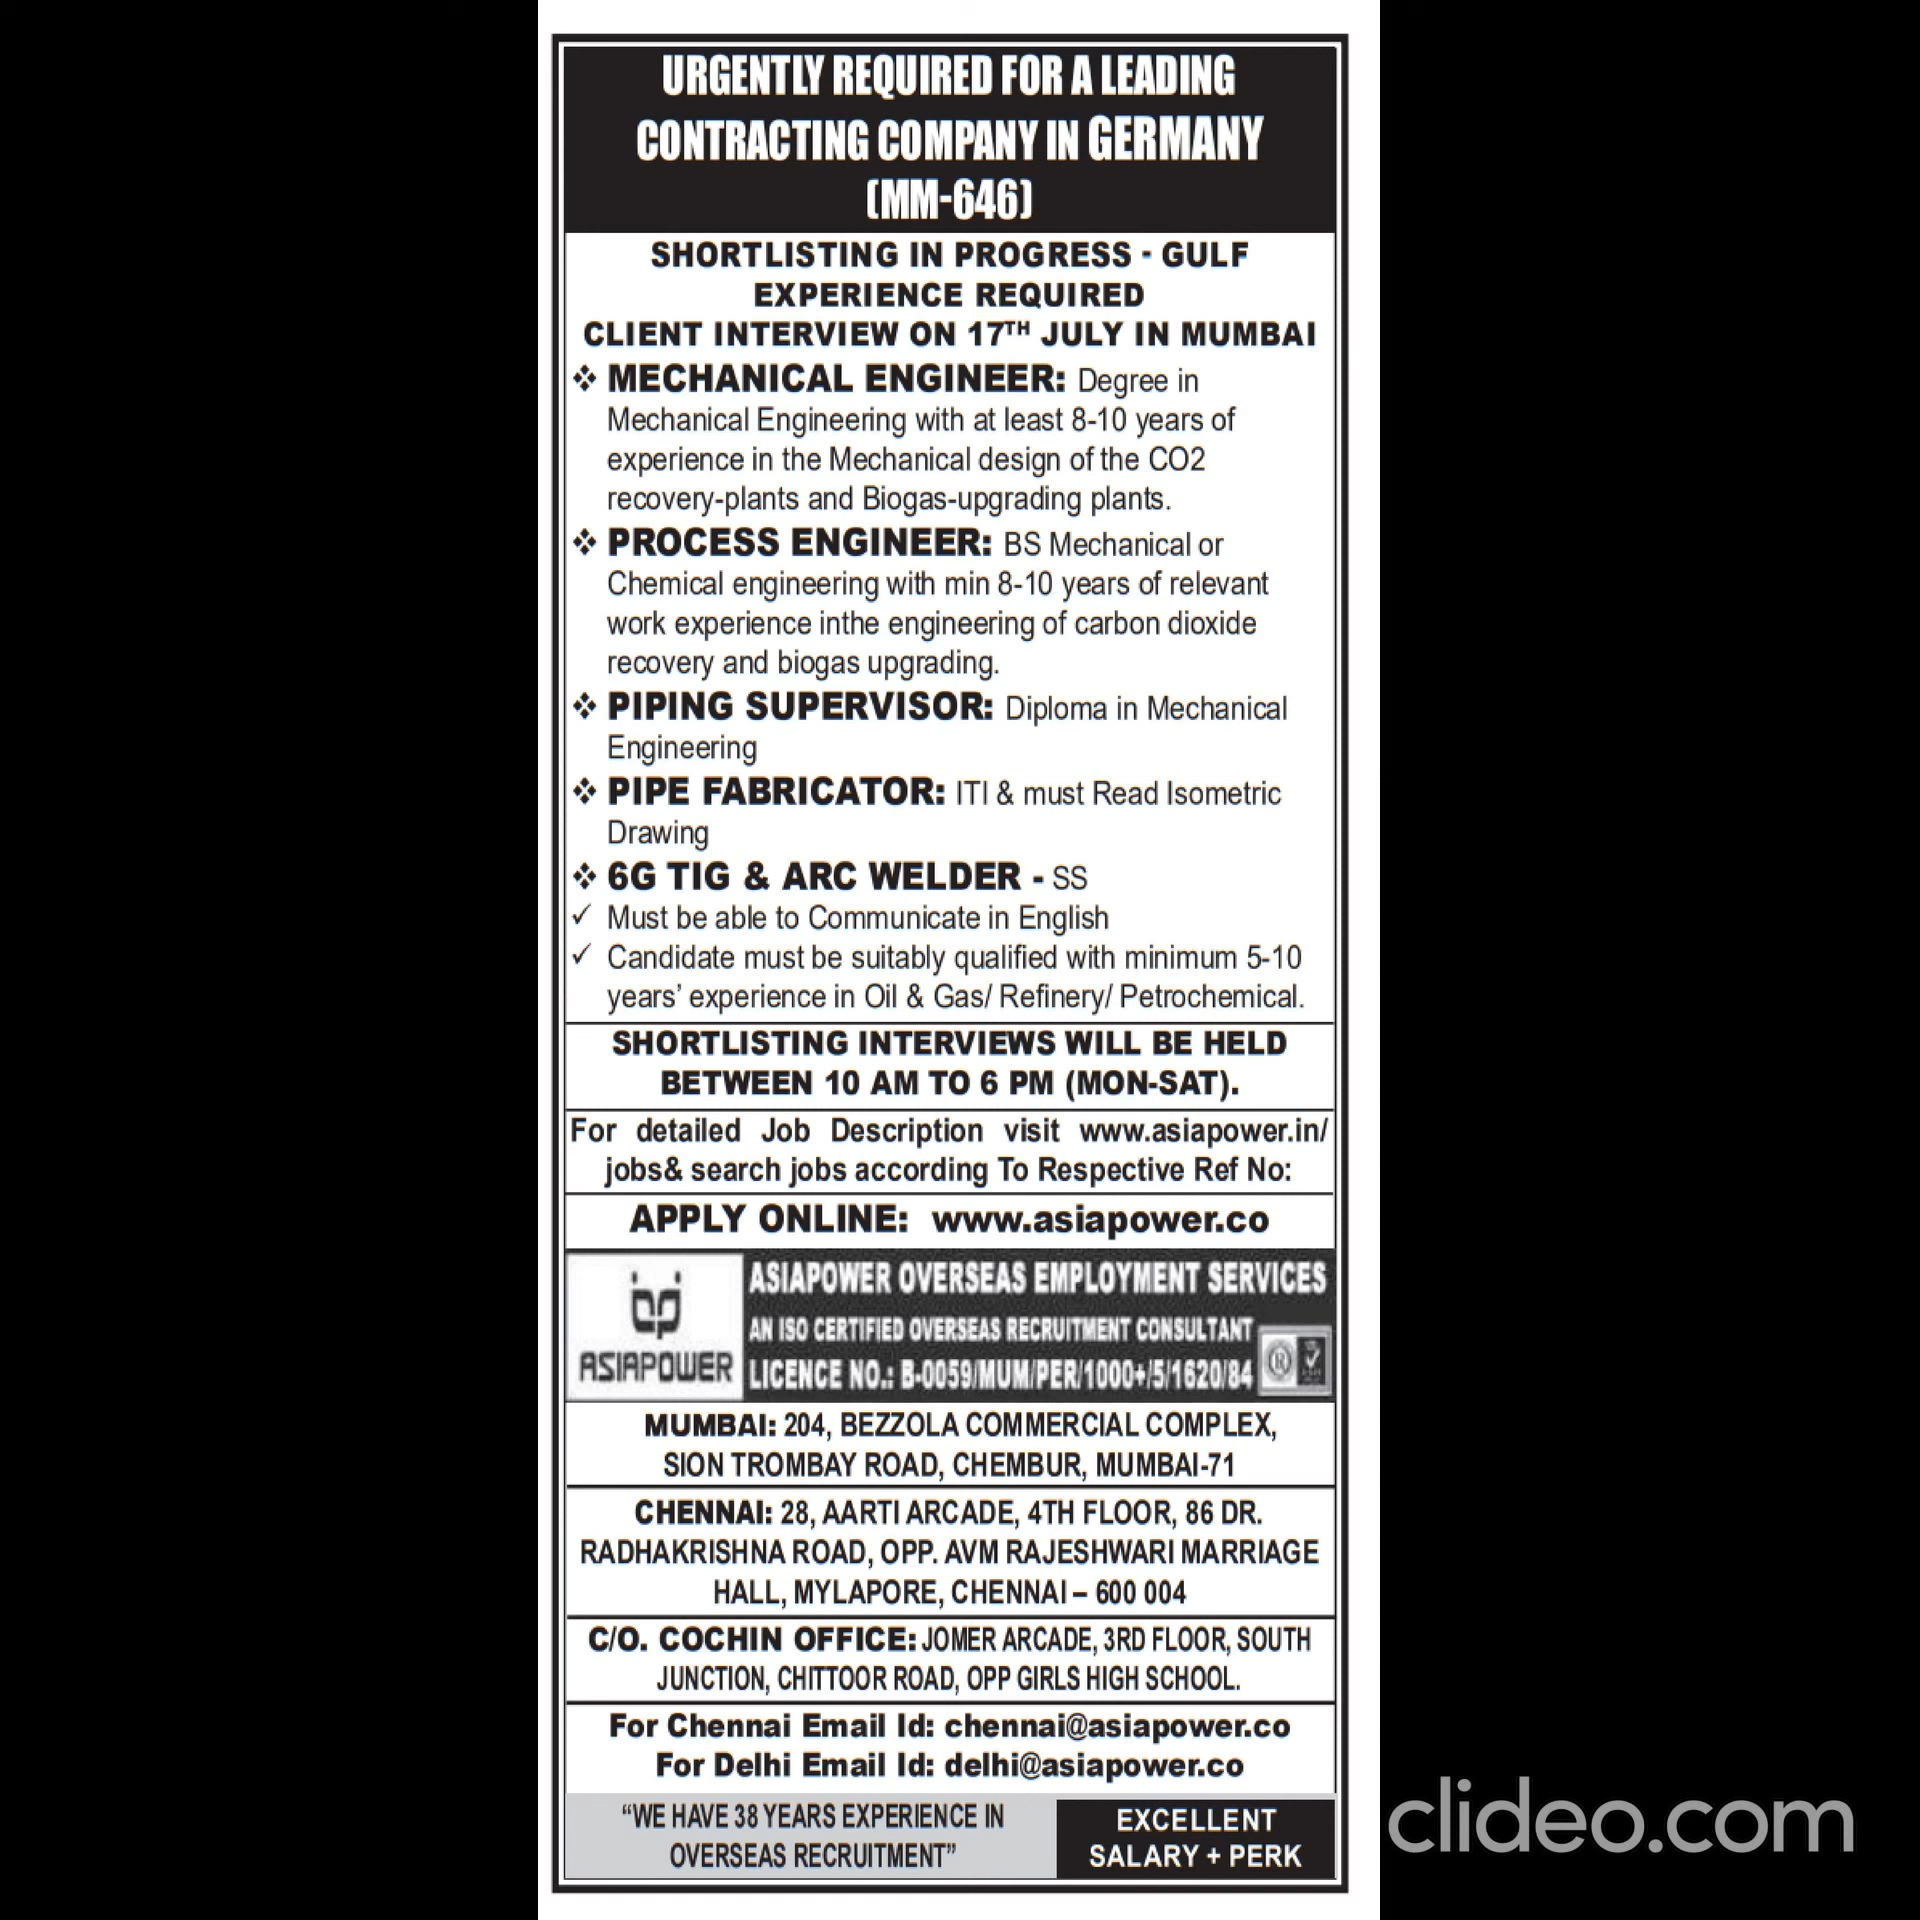 URGENTLY REQUIRED FOR A LEADING
CONTRACTING COMPANY IN GERMANY
(MM-646)
SHORTLISTING IN PROGRESS - GULF
EXPERIENCE REQUIRED
CLIENT INTERVIEW ON 17TH JULY IN MUMBAI
❖ MECHANICAL ENGINEER: Degree in
Mechanical Engineering with at least 8-10 years of
experience in the Mechanical design of the CO2
recovery-plants and Biogas-upgrading plants.
❖ PROCESS ENGINEER: BS Mechanical or
Chemical engineering with min 8-10 years of relevant
work experience inthe engineering of carbon dioxide
recovery and biogas upgrading.
❖ PIPING SUPERVISOR: Diploma in Mechanical
Engineering
❖ PIPE FABRICATOR: ITI & must Read Isometric
Drawing
❖ 6G TIG & ARC WELDER - SS
✓ Must be able to Communicate in English
✓ Candidate must be suitably qualified with minimum 5-10
years’ experience in Oil & Gas/ Refinery/ Petrochemical.
SHORTLISTING INTERVIEWS WILL BE HELD
BETWEEN 10 AM TO 6 PM (MON-SAT).
For detailed Job Description visit www.asiapower.in/
jobs& search jobs according To Respective Ref No:
APPLY ONLINE: www.asiapower.co
ASIAPOWER
ASIAPOWER OVERSEAS EMPLOYMENT SERVICES
AN ISO CERTIFIED OVERSEAS RECRUITMENT CONSULTANT
LICENCE NO.: B-0059/MUM/PER/1000+/5/1620/84
MUMBAI: 204, BEZZOLA COMMERCIAL COMPLEX,
SION TROMBAY ROAD, CHEMBUR, MUMBAI-71
CHENNAI: 28, AARTI ARCADE, 4TH FLOOR, 86 DR.
RADHAKRISHNA ROAD, OPP. AVM RAJESHWARI MARRIAGE
HALL, MYLAPORE, CHENNAI – 600 004
C/O. COCHIN OFFICE: JOMER ARCADE, 3RD FLOOR, SOUTH
JUNCTION, CHITTOOR ROAD, OPP GIRLS HIGH SCHOOL.
For Chennai Email Id: chennai@asiapower.co
For Delhi Email Id: delhi@asiapower.co
“WE HAVE 38 YEARS EXPERIENCE IN
OVERSEAS RECRUITMENT”
EXCELLENT
SALARY + PERK
clideo.com